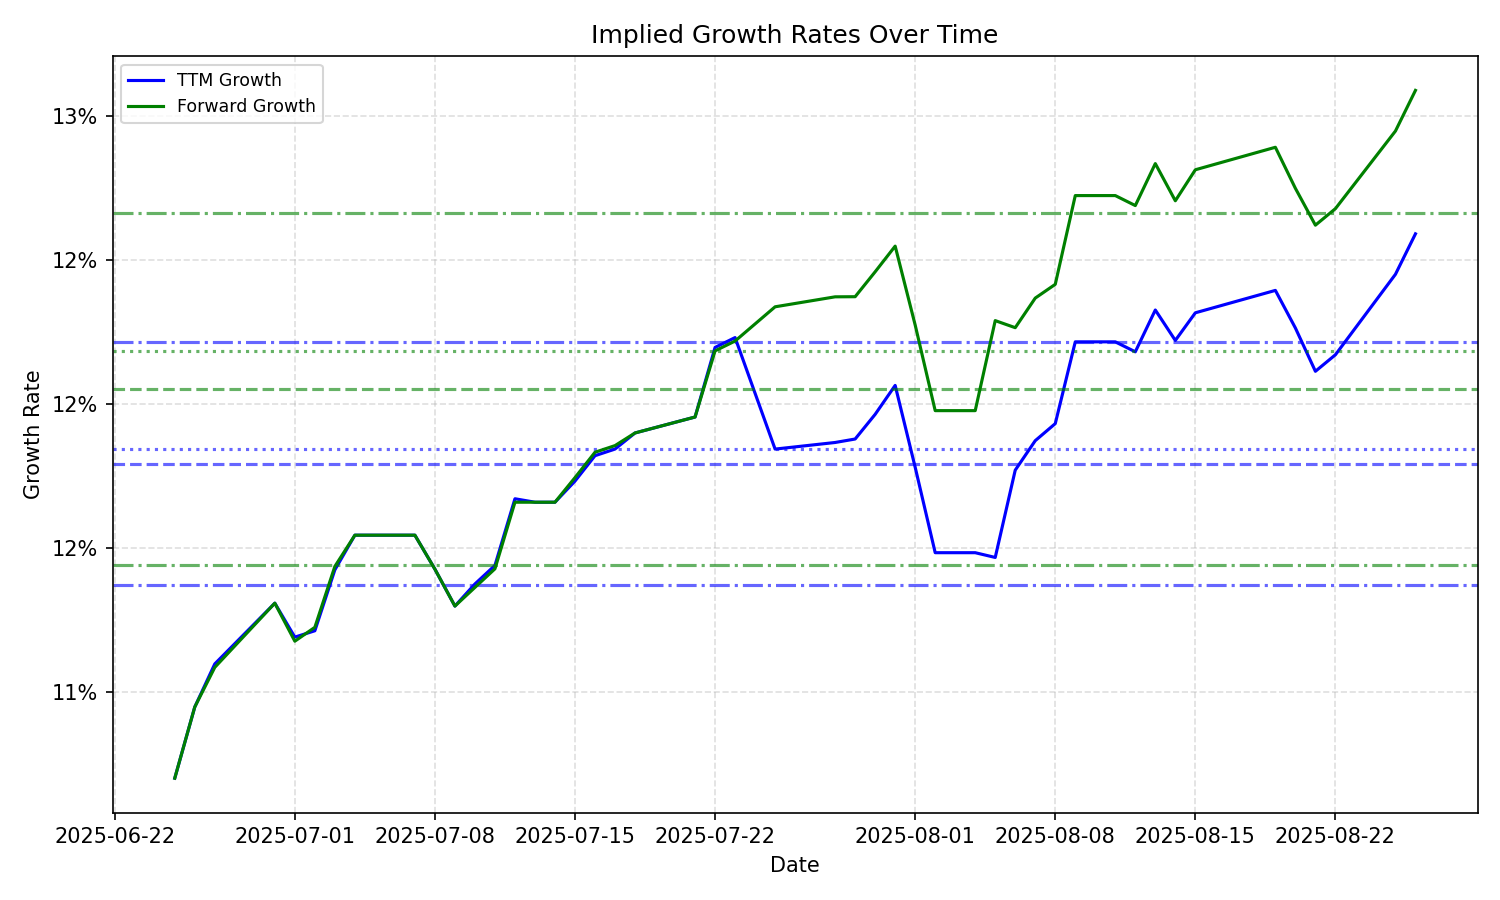 Implied Growth Rates Over Time
TTM Growth
Forward Growth
13%
12%
12%
12%
11%
Growth Rate
2025-06-22 2025-07-01 2025-07-08 2025-07-15 2025-07-22 2025-08-01 2025-08-08 2025-08-15 2025-08-22
Date